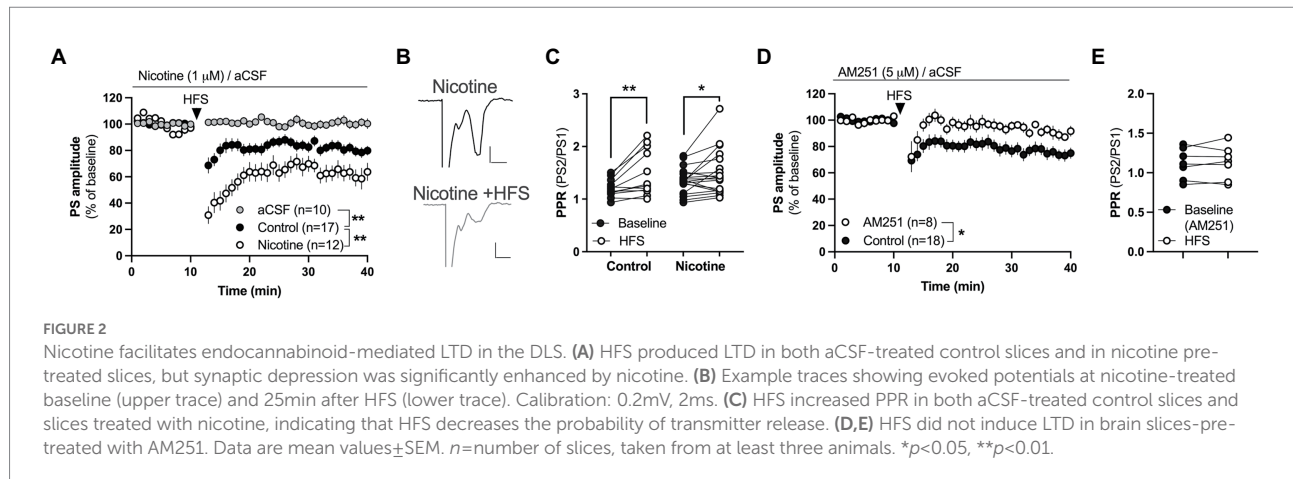 A
Nicotine (1 μM) / aCSF
HFS
PS amplitude
(% of baseline)
120
100
80
60
40
20
0
aCSF (n=10)
Control (n=17)
Nicotine (n=12)
**
**
0 10 20 30 40
Time (min)
B
Nicotine
Nicotine +HFS
C
PPR (PS2/PS1)
3
2
1
0
** *
Baseline
HFS
Control Nicotine
D
AM251 (5 μM) / aCSF
HFS
PS amplitude
(% of baseline)
120
100
80
60
40
20
0
AM251 (n=8)
Control (n=18)
*
0 10 20 30 40
Time (min)
E
PPR (PS2/PS1)
2.0
1.5
1.0
0.5
0.0
Baseline
(AM251)
HFS
FIGURE 2
Nicotine facilitates endocannabinoid-mediated LTD in the DLS. (A) HFS produced LTD in both aCSF-treated control slices and in nicotine pre-
treated slices, but synaptic depression was significantly enhanced by nicotine. (B) Example traces showing evoked potentials at nicotine-treated
baseline (upper trace) and 25min after HFS (lower trace). Calibration: 0.2mV, 2ms. (C) HFS increased PPR in both aCSF-treated control slices and
slices treated with nicotine, indicating that HFS decreases the probability of transmitter release. (D,E) HFS did not induce LTD in brain slices-pre-
treated with AM251. Data are mean values±SEM. n=number of slices, taken from at least three animals. *p<0.05, **p<0.01.